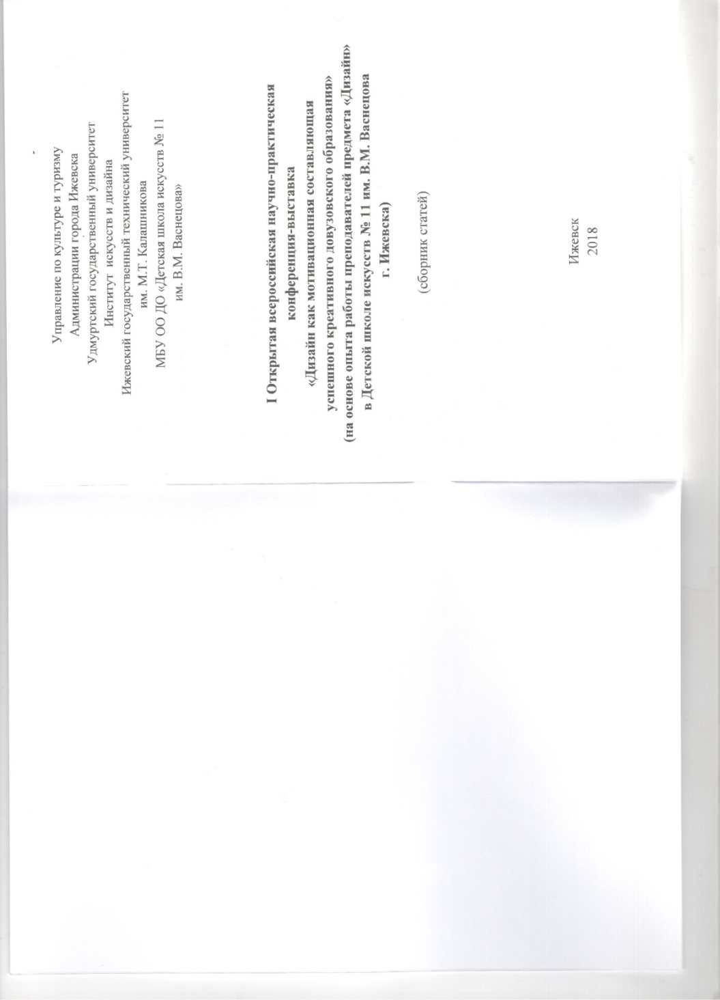 Управление по культуре и туризму
Администрации города Ижевска
Удмуртский государственный университет
Институт искусств и дизайна
Ижевский государственный технический университет
им. М.Т. Калашникова
МБУ ОО ДО «Детская школа искусств № 11
им. В.М. Васнецова»
I Открытая всероссийская научно-практическая
конференция-выставка
«Дизайн как мотивационная составляющая
успешного креативного довузовского образования»
(на основе опыта работы преподавателей предмета «Дизайн»
в Детской школе искусств № 11 им. В.М. Васнецова
г. Ижевска)
(сборник статей)
Ижевск
2018